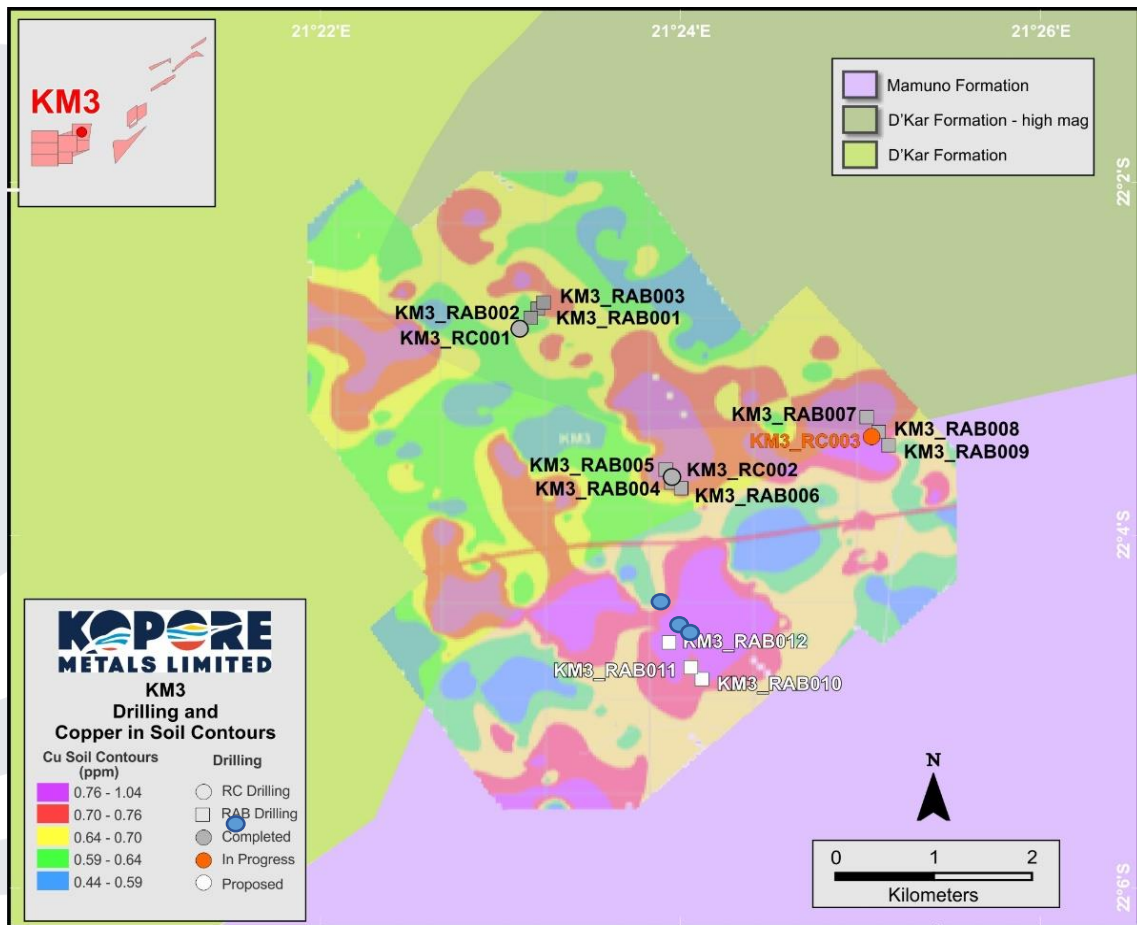 21°22'E
21°24'E
21°26'E
KM3
Mamuno Formation
D'Kar Formation - high mag
D'Kar Formation
22°2'S
KM3_RAB003
KM3_RAB002
KM3_RAB001
KM3_RC001
KM3_RAB007
KM3_RAB008
KM3_RC003
KM3_RAB009
KM3
KM3_RAB005
KM3_RC002
KM3_RAB004
KM3_RAB006
22°4'S
KM3_RAB012
KM3_RAB011
KM3_RAB010
KOPORE
METALS LIMITED
KM3
Drilling and
Copper in Soil Contours
Cu Soil Contours
(ppm)
0.76 - 1.04
0.70 - 0.76
0.64 - 0.70
0.59 - 0.64
0.44 - 0.59
Drilling
RC Drilling
RAB Drilling
Completed
In Progress
Proposed
N
0 1 2
Kilometers
22°6'S